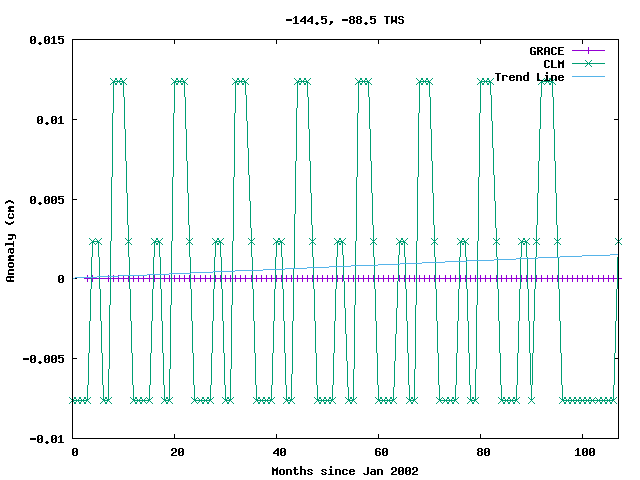 -144.5, -88.5 TWS
0.015
GRACE
CLM
Trend Line
0.01
0.005
Anomaly (cm)
0
-0.005
-0.01
0 20 40 60 80 100
Months since Jan 2002